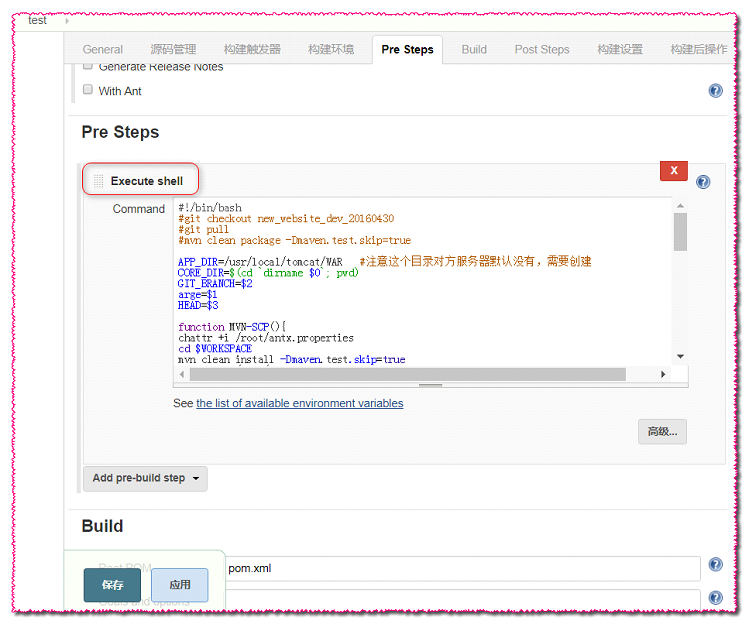 test
General 源码管理 构建触发器 构建环境 Pre Steps Build Post Steps 构建设置 构建后操作
Generate Release Notes
With Ant
Pre Steps
X
Execute shell
Command
#!/bin/bash
#git checkout new_website_dev_20160430
#git pull
#mvn clean package -Dmaven.test.skip=true
APP_DIR=/usr/local/tomcat/WAR #注意这个目录对方服务器默认没有，需要创建
CORE_DIR=$(cd `dirname $0`; pwd)
GIT_BRANCH=$2
arge=$1
HEAD=$3
function MVN-SCP(){
chattr +i /root/antx.properties
cd $WORKSPACE
mvn clean install -Dmaven.test.skip=true
See the list of available environment variables
高级...
Add pre-build step
Build
Root POM
pom.xml
保存 应用
Goals and options